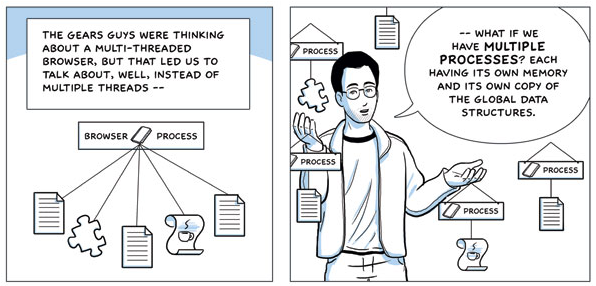 THE GEARS GUYS WERE THINKING
ABOUT A MULTI-THREADED
BROWSER, BUT THAT LED US TO
TALK ABOUT, WELL, INSTEAD OF
MULTIPLE THREADS --
BROWSER PROCESS
-- WHAT IF WE
HAVE MULTIPLE
PROCESSES? EACH
HAVING ITS OWN MEMORY
AND ITS OWN COPY OF
THE GLOBAL DATA
STRUCTURES.
PROCESS
PROCESS
PROCESS
PROCESS